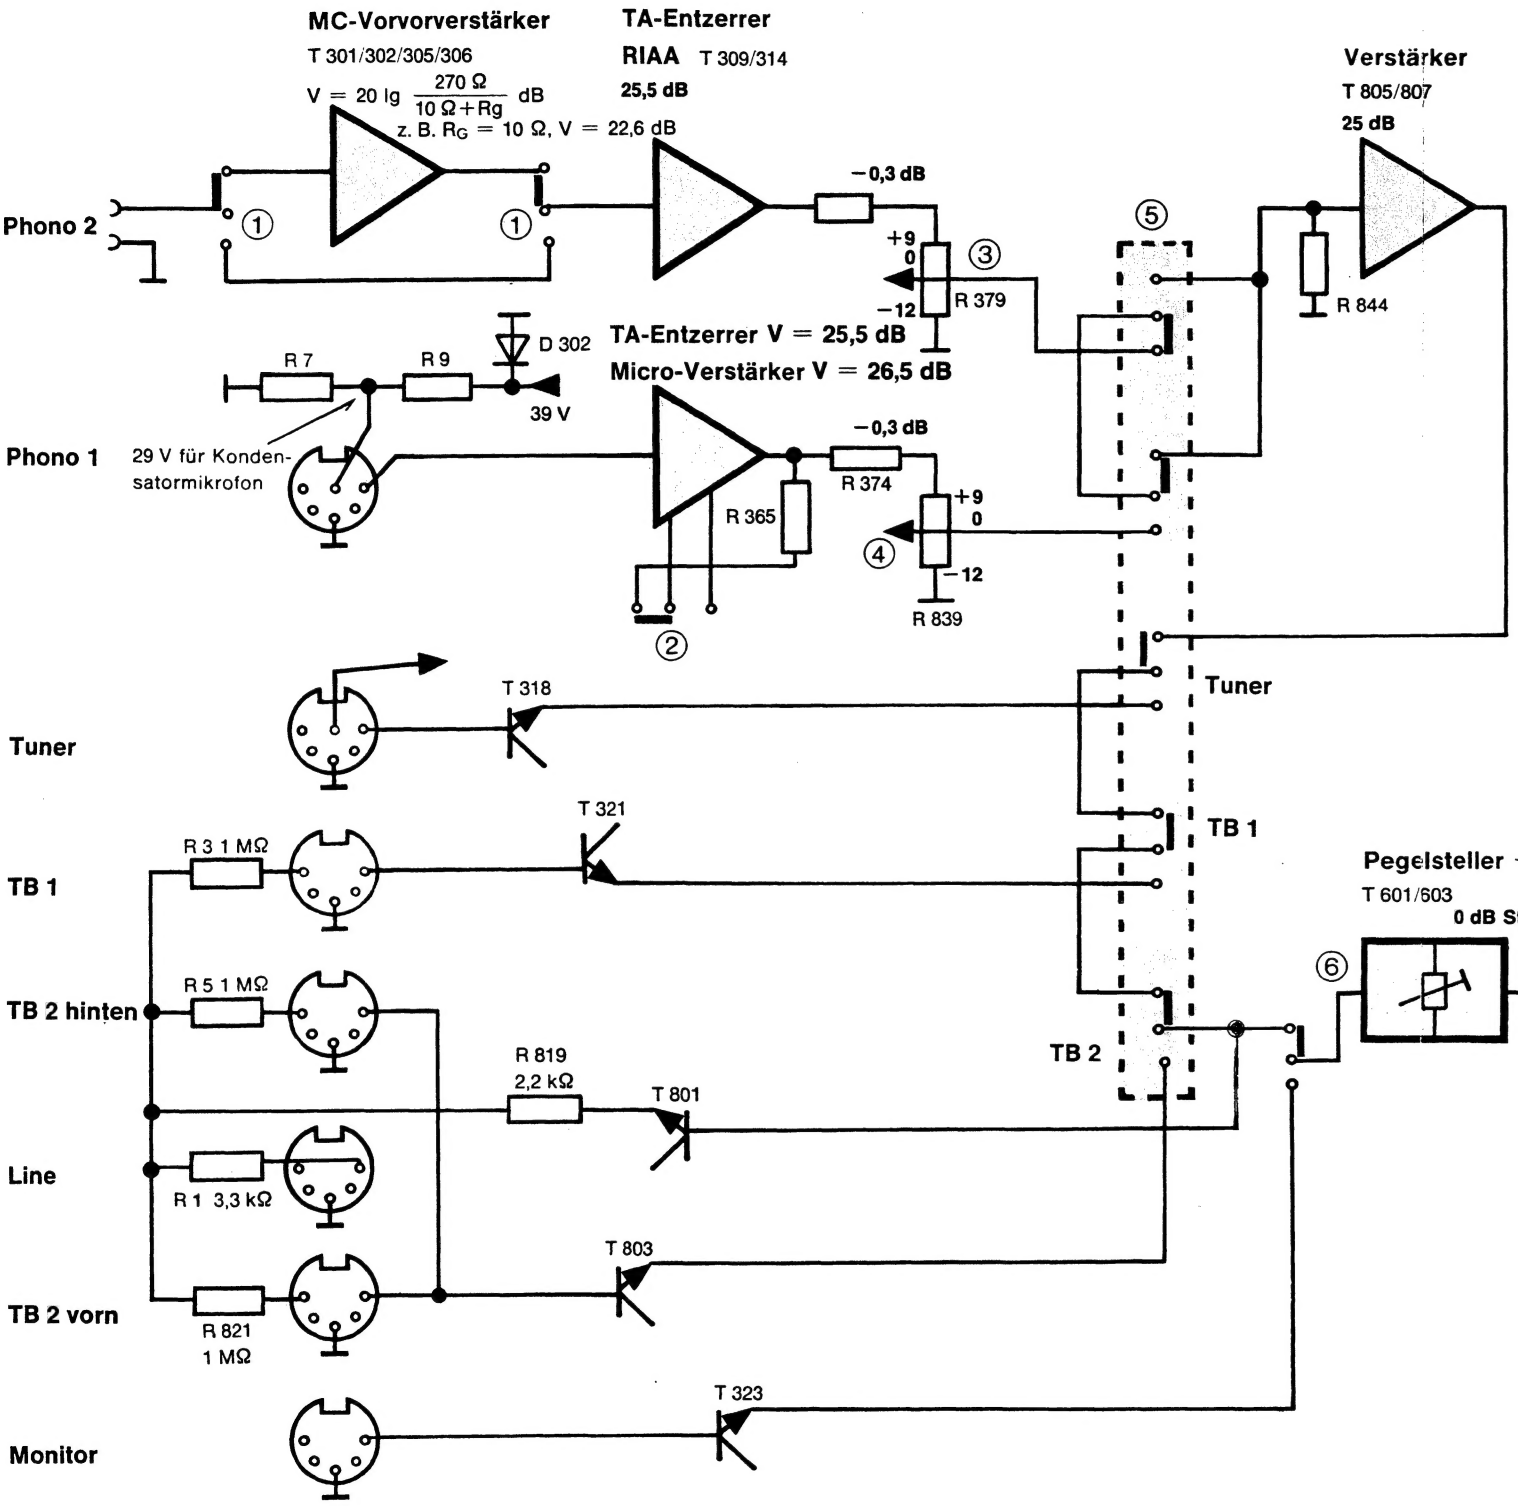 MC-Vorvorverstärker
T 301/302/305/306
V = 20 lg 270 Ω / 10 Ω+Rg dB
z. B. RG = 10 Ω, V = 22,6 dB
TA-Entzerrer
RIAA T 309/314
25,5 dB
Verstärker
T 805/807
25 dB
−0,3 dB
Phono 2
1
1
+9
0
−12
3
R 379
5
R 844
TA-Entzerrer V = 25,5 dB
Micro-Verstärker V = 26,5 dB
R 7
R 9
D 302
39 V
Phono 1
29 V für Konden-
satormikrofon
−0,3 dB
R 374
R 365
+9
0
−12
4
R 839
2
Tuner
T 318
Tuner
TB 1
R 3 1 MΩ
T 321
TB 1
Pegelsteller
T 601/603
0 dB
6
TB 2 hinten
R 5 1 MΩ
TB 2
R 819
2,2 kΩ
T 801
Line
R 1 3,3 kΩ
TB 2 vorn
R 821
1 MΩ
T 803
Monitor
T 323